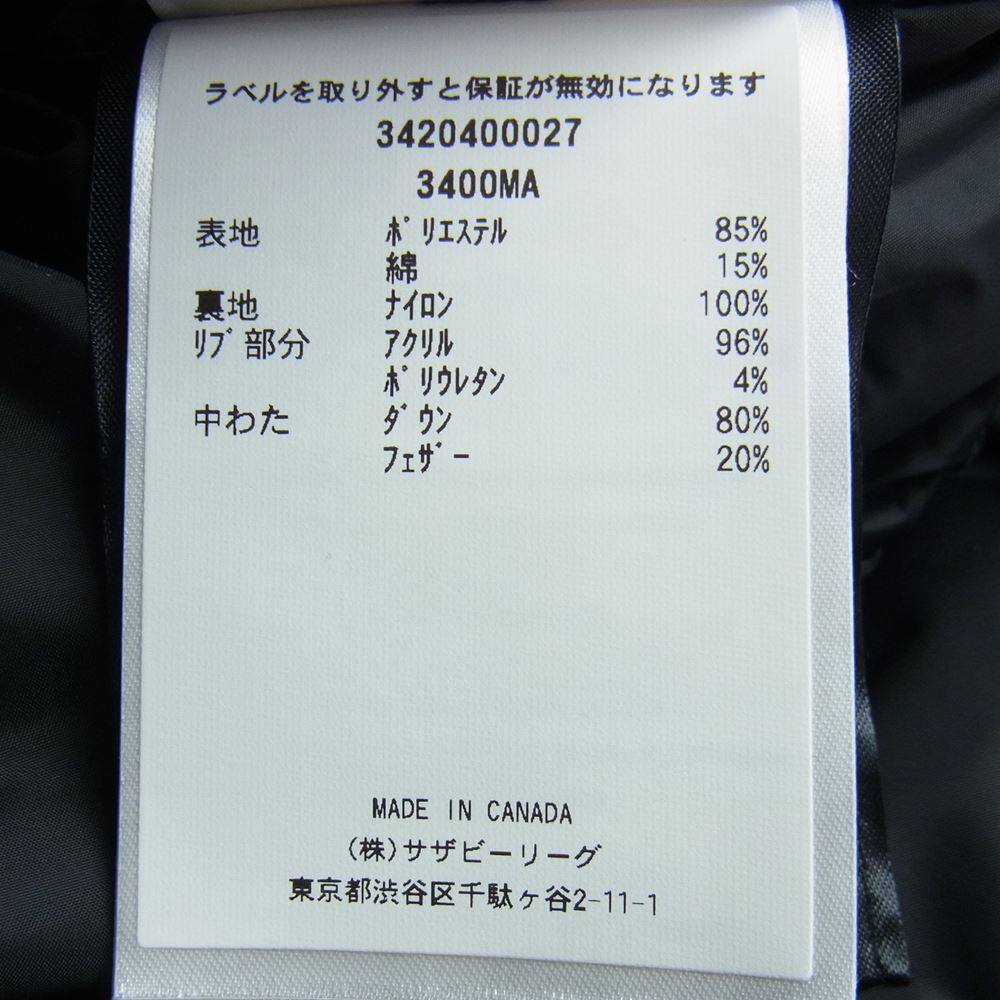 ラベルを取り外すと保証が無効になります
3420400027
3400MA
表地 ﾎﾟﾘｴｽﾃﾙ 85%
綿 15%
裏地 ﾅｲﾛﾝ 100%
ﾘﾌﾞ部分 ｱｸﾘﾙ 96%
ﾎﾟﾘｳﾚﾀﾝ 4%
中わた ﾀﾞｳﾝ 80%
ﾌｪｻﾞｰ 20%
MADE IN CANADA
(株)サザビーリーグ
東京都渋谷区千駄ヶ谷2-11-1